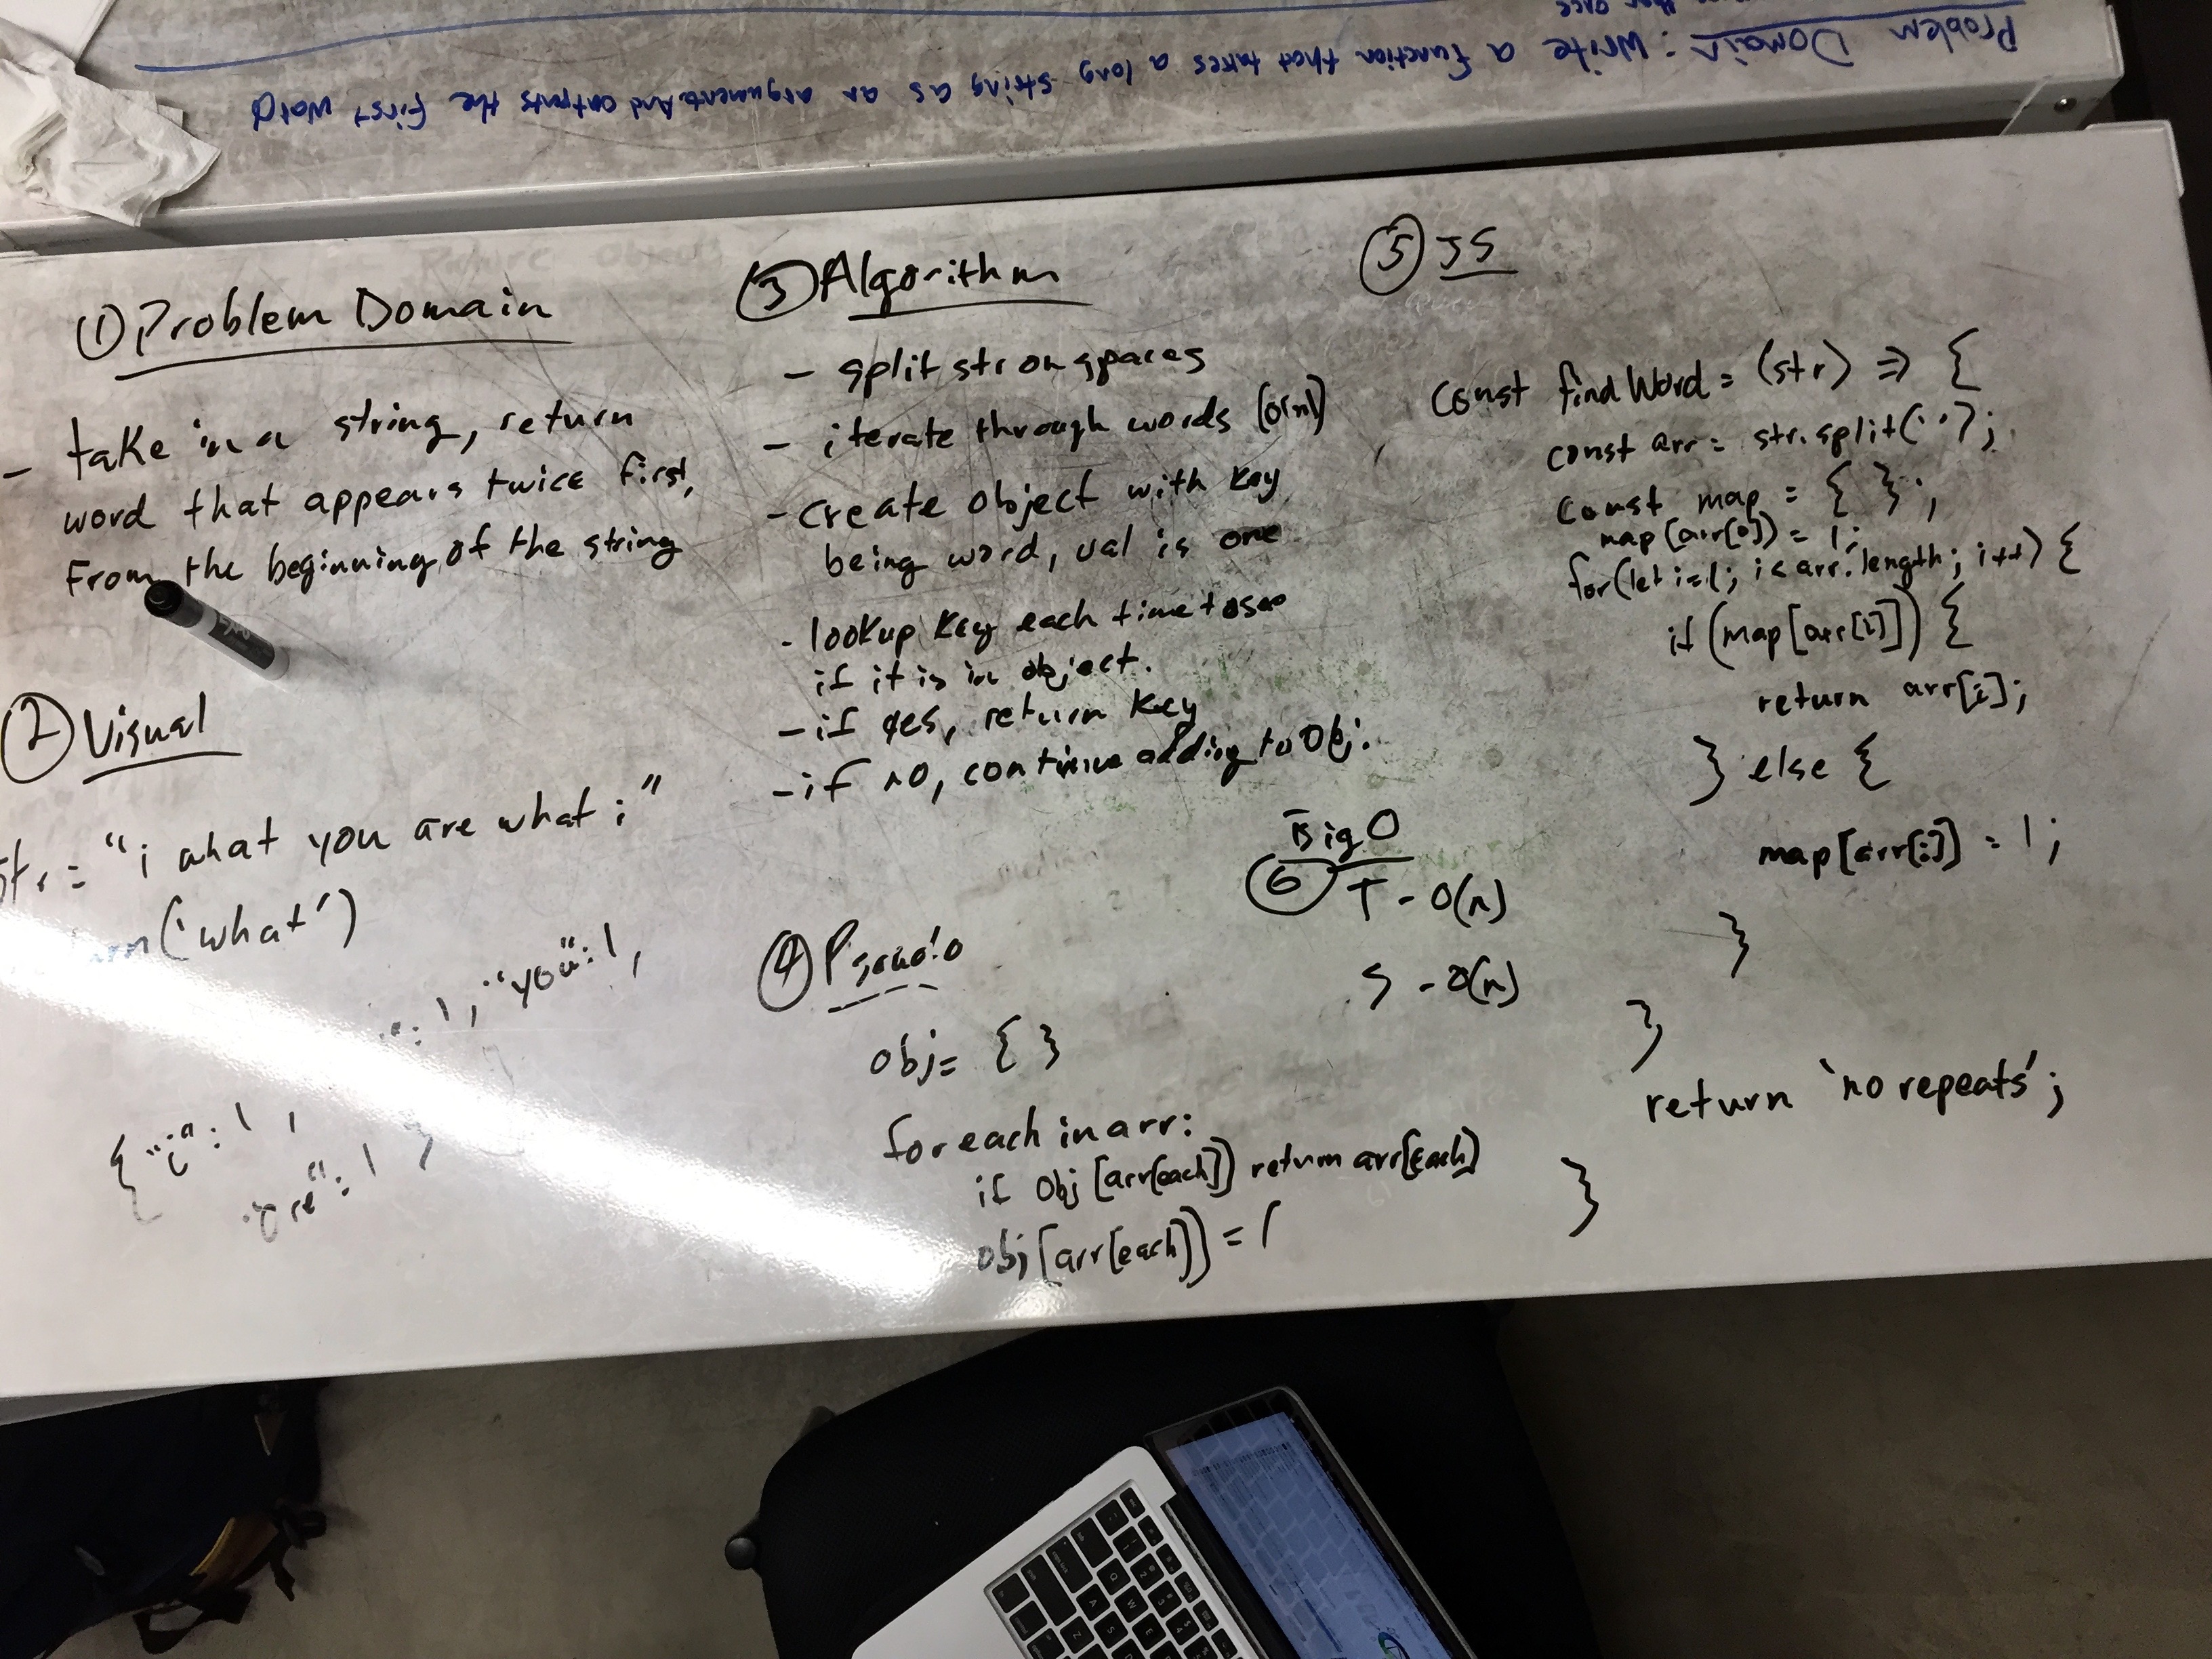 Problem Domain: Write a function that takes a long string as an argument and outputs the first word
than once
① Problem Domain
- take in a string, return
word that appears twice first,
From the beginning of the string
② Visual
str = "i what you are what i"
('what')
": 1, "you": 1,
{ "i": 1,
"are": 1 }
③ Algorithm
- split str on spaces
- iterate through words (O(n))
- create object with key
being word, val is one
- lookup key each time to see
if it is in object.
- if yes, return key
- if no, continue adding to obj.
④ Pseudo
obj = { }
for each in arr:
if obj[arr[each]] return arr[each]
obj[arr[each]] = 1
⑤ JS
const findWord = (str) => {
const arr = str.split(' ');
const map = { };
map[arr[0]] = 1;
for(let i=1; i<arr.length; i++) {
if (map[arr[i]]) {
return arr[i];
} else {
map[arr[i]] = 1;
}
}
return 'no repeats';
}
Big O
⑥ T - O(n)
S - O(n)